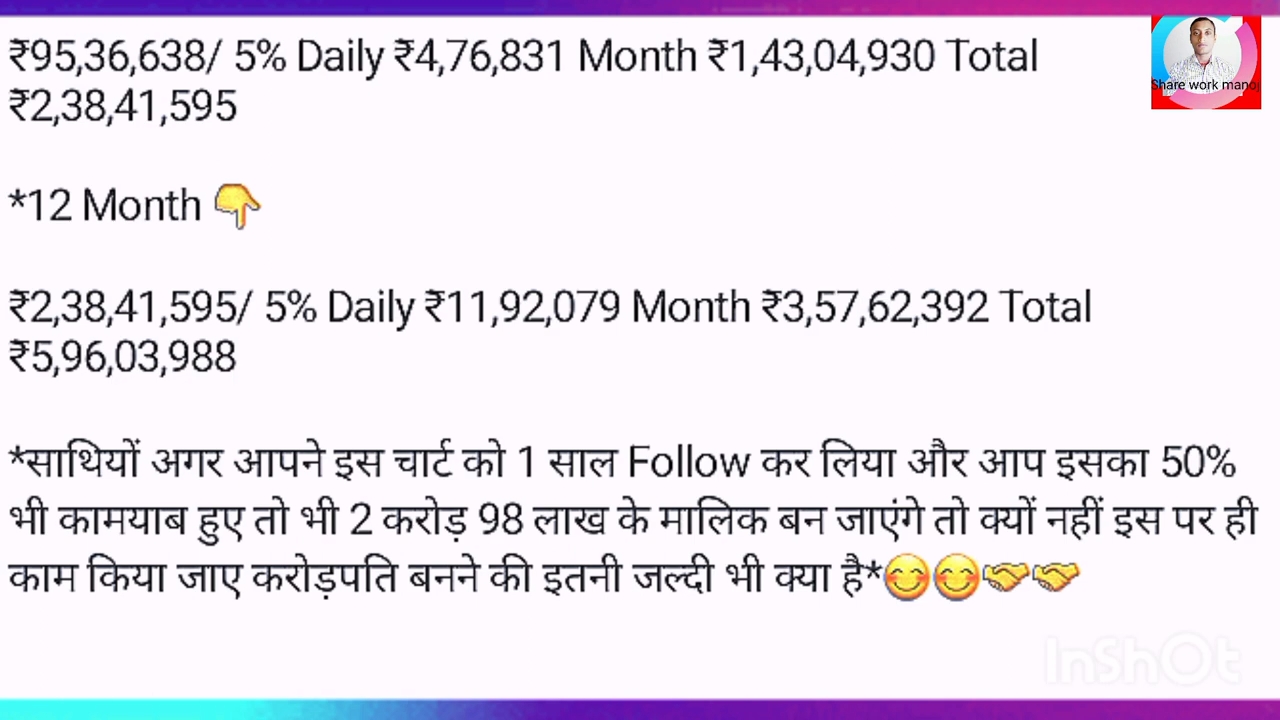 ₹95,36,638/ 5% Daily ₹4,76,831 Month ₹1,43,04,930 Total
₹2,38,41,595
Share work manoj
*12 Month 👇
₹2,38,41,595/ 5% Daily ₹11,92,079 Month ₹3,57,62,392 Total
₹5,96,03,988
*साथियों अगर आपने इस चार्ट को 1 साल Follow कर लिया और आप इसका 50%
भी कामयाब हुए तो भी 2 करोड़ 98 लाख के मालिक बन जाएंगे तो क्यों नहीं इस पर ही
काम किया जाए करोड़पति बनने की इतनी जल्दी भी क्या है*😊😊🤝🤝
InShOt